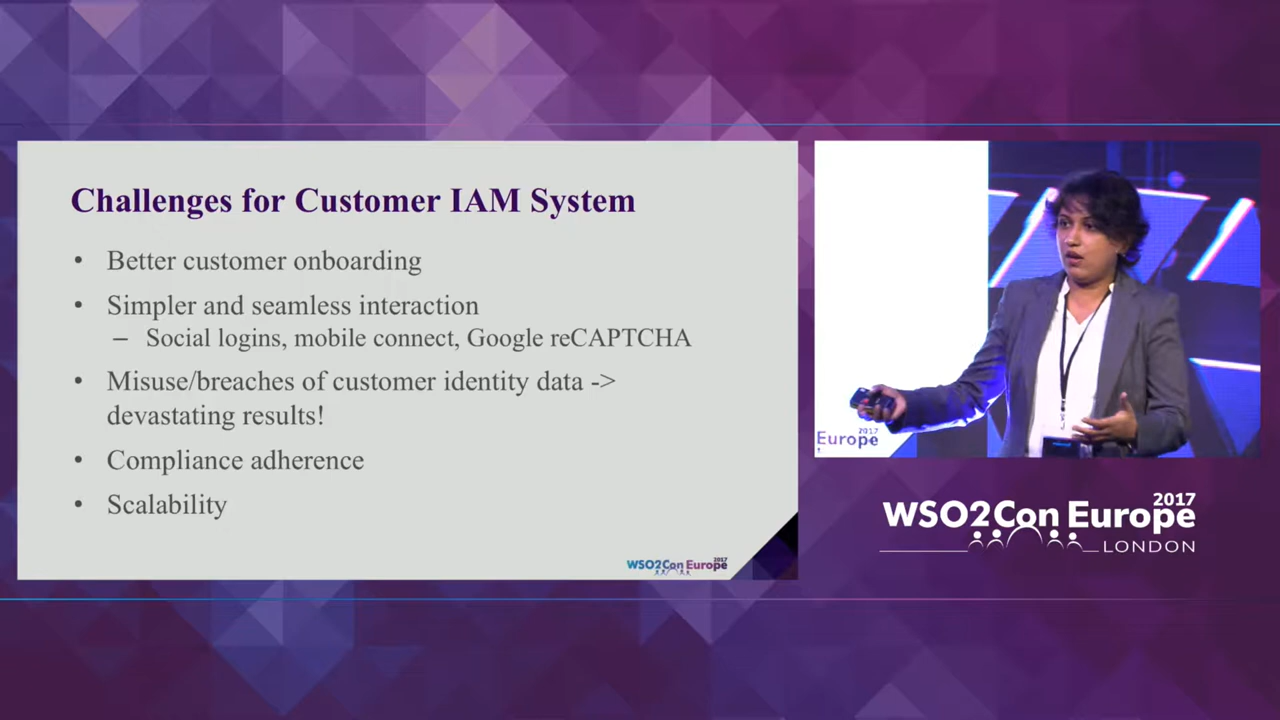 Challenges for Customer IAM System
• Better customer onboarding
• Simpler and seamless interaction
– Social logins, mobile connect, Google reCAPTCHA
• Misuse/breaches of customer identity data ->
devastating results!
• Compliance adherence
• Scalability
WSO2Con Europe 2017
2017
Europe
WSO2Con Europe 2017
LONDON